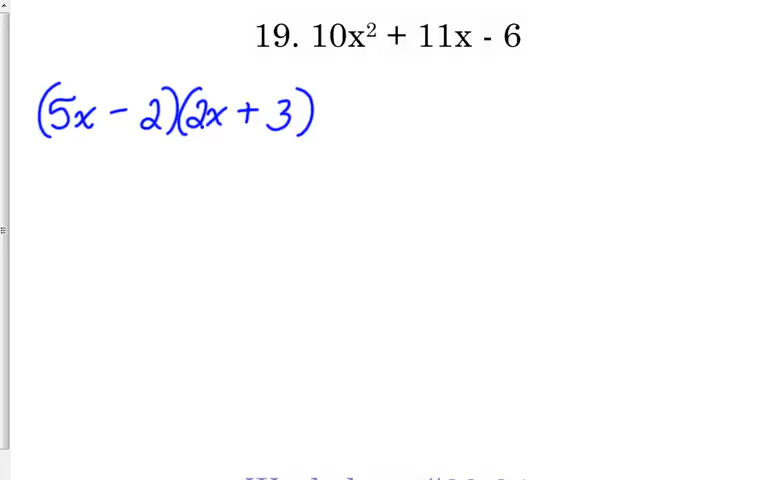 19. 10x² + 11x - 6
(5x - 2)(2x + 3)